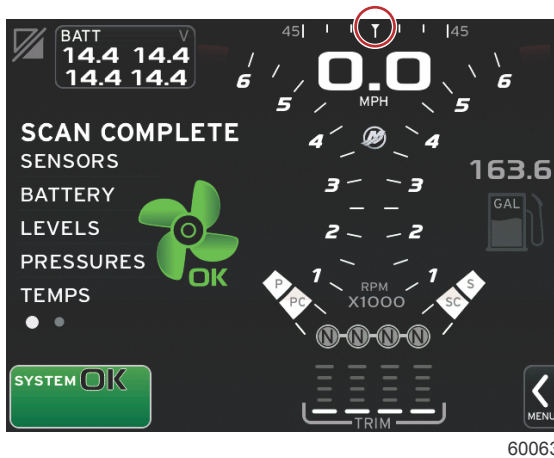 BATT V
14.4 14.4
14.4 14.4
45 45
0.0
MPH
6 6
5 5
4 4
3 3
2 2
1 1
RPM
X1000
P S
PC SC
N N N N
TRIM
SCAN COMPLETE
SENSORS
BATTERY
LEVELS
PRESSURES
TEMPS
OK
SYSTEM OK
163.6
GAL
MENU
60063